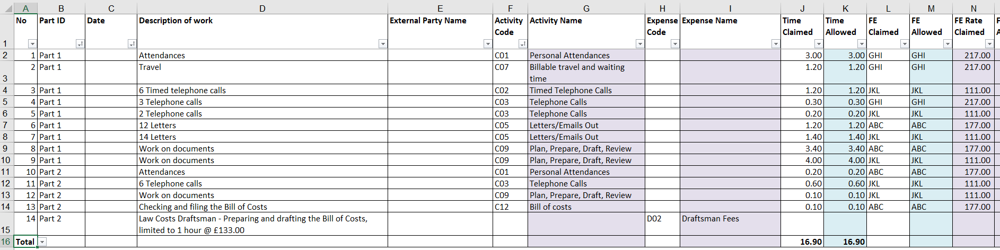 A B C D E F G H I J K L M N
1 No Part ID Date Description of work External Party Name Activity Code Activity Name Expense Code Expense Name Time Claimed Time Allowed FE Claimed FE Allowed FE Rate Claimed
2 1 Part 1 Attendances C01 Personal Attendances 3.00 3.00 GHI GHI 217.00
3 2 Part 1 Travel C07 Billable travel and waiting time 1.20 1.20 GHI GHI 217.00
4 3 Part 1 6 Timed telephone calls C02 Timed Telephone Calls 1.20 1.20 JKL JKL 111.00
5 4 Part 1 3 Telephone calls C03 Telephone Calls 0.30 0.30 GHI GHI 217.00
6 5 Part 1 2 Telephone calls C03 Telephone Calls 0.20 0.20 JKL JKL 111.00
7 6 Part 1 12 Letters C05 Letters/Emails Out 1.20 1.20 ABC ABC 177.00
8 7 Part 1 14 Letters C05 Letters/Emails Out 1.40 1.40 JKL JKL 111.00
9 8 Part 1 Work on documents C09 Plan, Prepare, Draft, Review 3.40 3.40 ABC ABC 177.00
10 9 Part 1 Work on documents C09 Plan, Prepare, Draft, Review 4.00 4.00 JKL JKL 111.00
11 10 Part 2 Attendances C01 Personal Attendances 0.20 0.20 ABC ABC 177.00
12 11 Part 2 6 Telephone calls C03 Telephone Calls 0.60 0.60 JKL JKL 111.00
13 12 Part 2 Work on documents C09 Plan, Prepare, Draft, Review 0.10 0.10 JKL JKL 111.00
14 13 Part 2 Checking and filing the Bill of Costs C12 Bill of costs 0.10 0.10 ABC ABC 177.00
15 14 Part 2 Law Costs Draftsman - Preparing and drafting the Bill of Costs, limited to 1 hour @ £133.00 D02 Draftsman Fees
16 Total 16.90 16.90